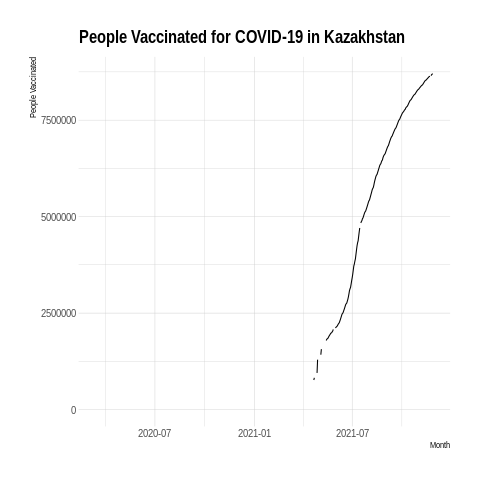 People Vaccinated for COVID-19 in Kazakhstan
People Vaccinated
7500000
5000000
2500000
0
2020-07 2021-01 2021-07
Month